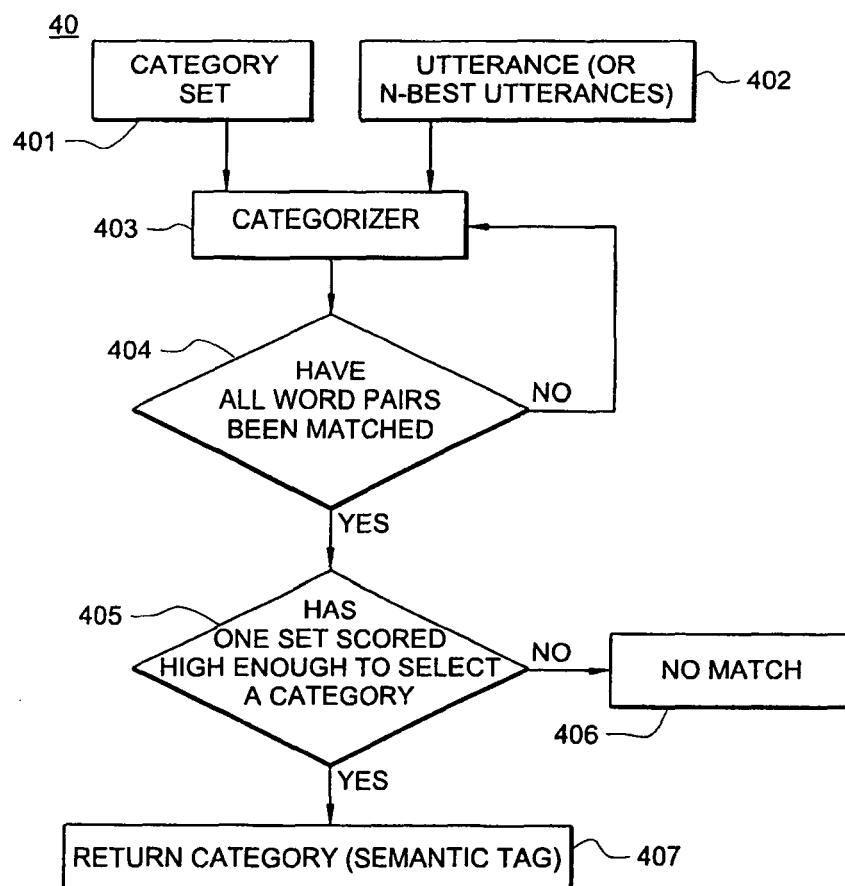 40
CATEGORY
SET
401
UTTERANCE (OR
N-BEST UTTERANCES)
402
403
CATEGORIZER
404
HAVE
ALL WORD PAIRS
BEEN MATCHED
NO
YES
405
HAS
ONE SET SCORED
HIGH ENOUGH TO SELECT
A CATEGORY
NO
NO MATCH
406
YES
RETURN CATEGORY (SEMANTIC TAG)
407